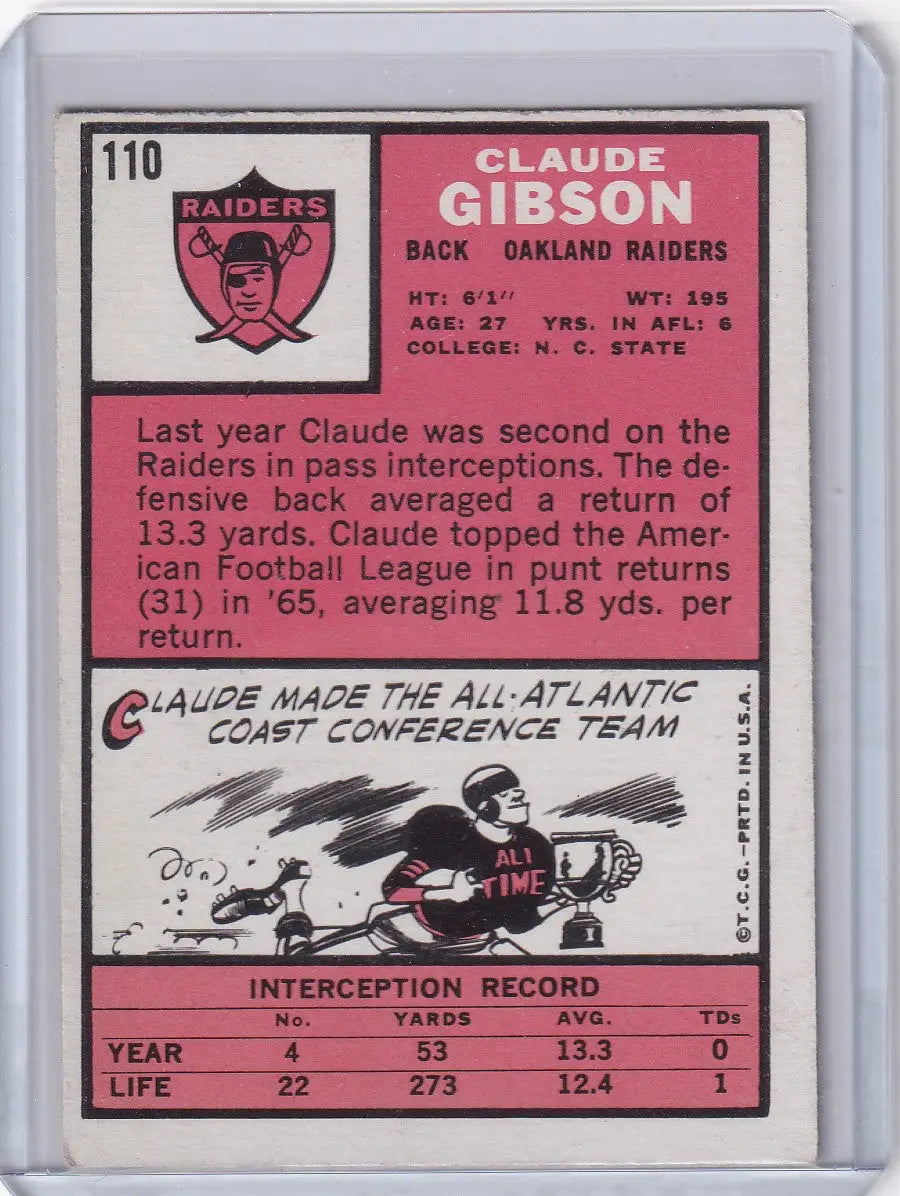 110
RAIDERS
CLAUDE
GIBSON
BACK OAKLAND RAIDERS
HT: 6'1" WT: 195
AGE: 27 YRS. IN AFL: 6
COLLEGE: N. C. STATE
Last year Claude was second on the
Raiders in pass interceptions. The de-
fensive back averaged a return of
13.3 yards. Claude topped the Amer-
ican Football League in punt returns
(31) in '65, averaging 11.8 yds. per
return.
CLAUDE MADE THE ALL-ATLANTIC
COAST CONFERENCE TEAM
ALL
TIME
©T.C.G.—PRTD. IN U.S.A.
INTERCEPTION RECORD
No. YARDS AVG. TDs
YEAR 4 53 13.3 0
LIFE 22 273 12.4 1